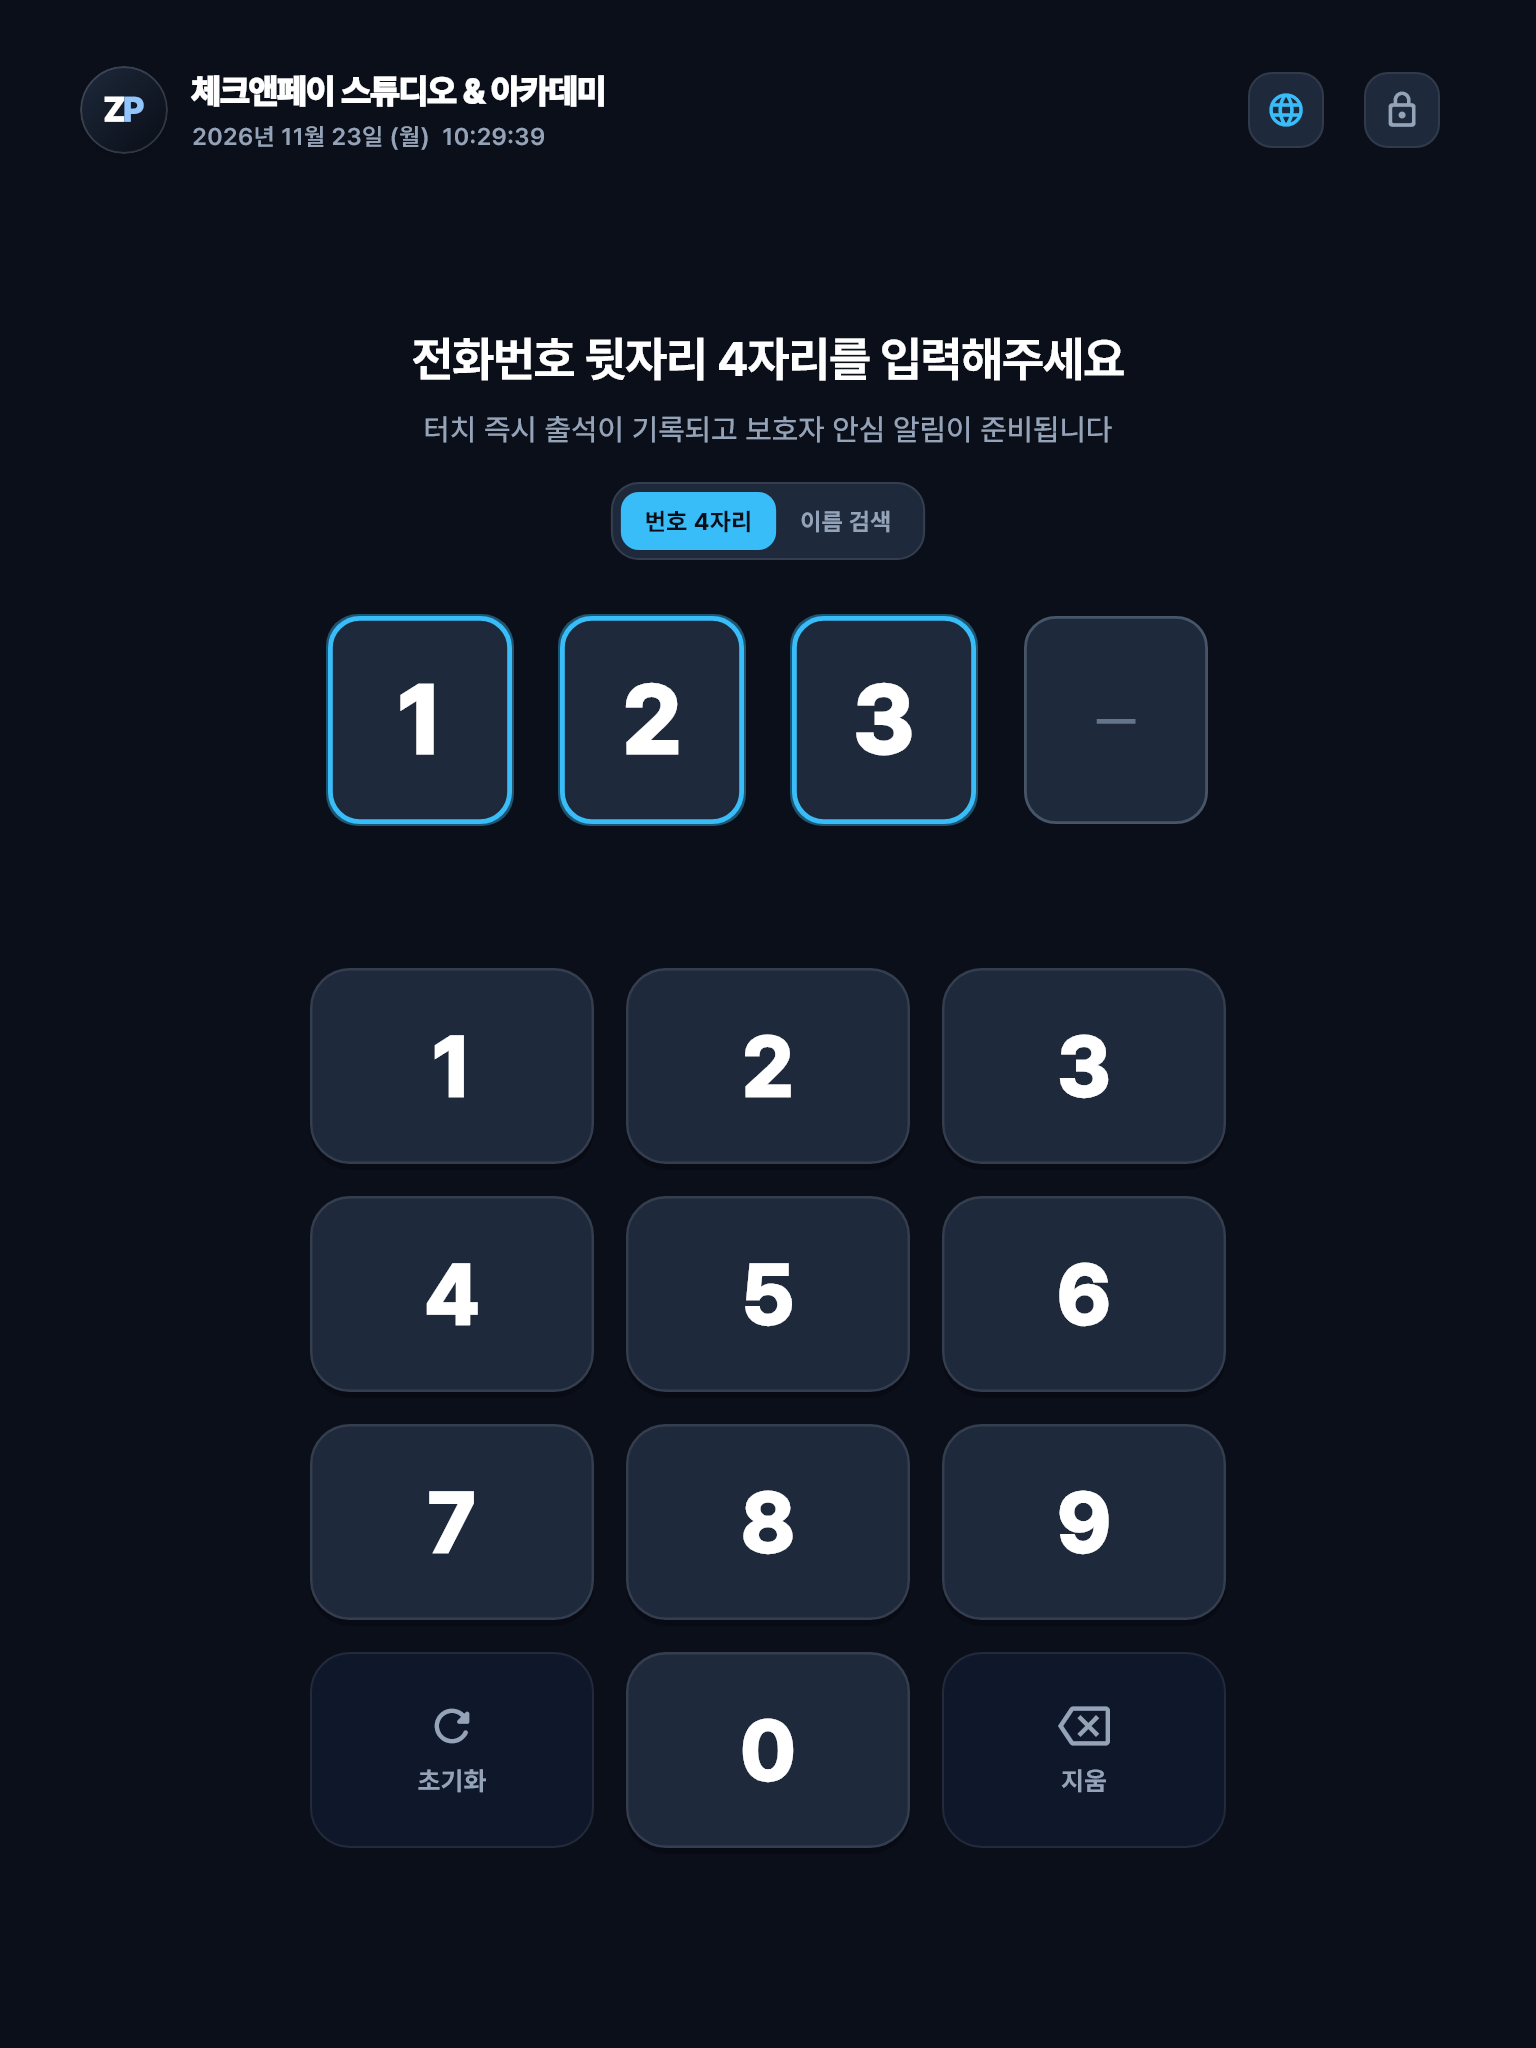 ZP
체크앤페이 스튜디오 & 아카데미
2026년 11월 23일 (월) 10:29:39
전화번호 뒷자리 4자리를 입력해주세요
터치 즉시 출석이 기록되고 보호자 안심 알림이 준비됩니다
번호 4자리 이름 검색
1 2 3 –
1 2 3
4 5 6
7 8 9
0
초기화 지움